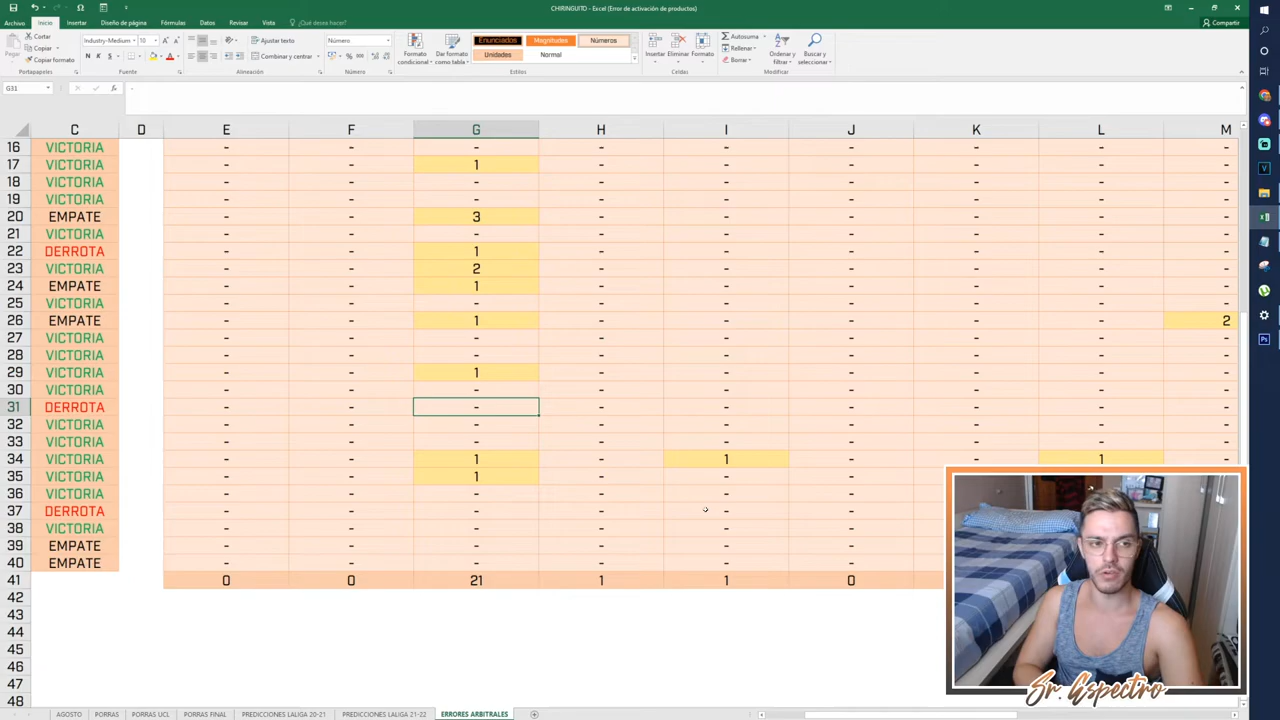 CHIRINGUITO - Excel (Error de activación de productos)
Archivo Inicio Insertar Diseño de página Fórmulas Datos Revisar Vista ¿Qué desea hacer? Compartir
Cortar
Copiar
Copiar formato
Pegar
Portapapeles
Industry-Medium 10
N K S
Fuente
Ajustar texto
Combinar y centrar
Alineación
Número
% 000
Número
Formato condicional
Dar formato como tabla
Enunciados Magnitudes Números
Unidades Normal
Estilos
Insertar Eliminar Formato
Celdas
Autosuma
Rellenar
Borrar
Ordenar y filtrar
Buscar y seleccionar
Modificar
G31 fx -
C D E F G H I J K L M
16 VICTORIA - - - - - - - - -
17 VICTORIA - - 1 - - - - - -
18 VICTORIA - - - - - - - - -
19 VICTORIA - - - - - - - - -
20 EMPATE - - 3 - - - - - -
21 VICTORIA - - - - - - - - -
22 DERROTA - - 1 - - - - - -
23 VICTORIA - - 2 - - - - - -
24 EMPATE - - 1 - - - - - -
25 VICTORIA - - - - - - - - -
26 EMPATE - - 1 - - - - - 2
27 VICTORIA - - - - - - - - -
28 VICTORIA - - - - - - - - -
29 VICTORIA - - 1 - - - - - -
30 VICTORIA - - - - - - - - -
31 DERROTA - - - - - - - - -
32 VICTORIA - - - - - - - - -
33 VICTORIA - - - - - - - - -
34 VICTORIA - - 1 - 1 - - 1 -
35 VICTORIA - - 1 - - -
36 VICTORIA - - - - - -
37 DERROTA - - - - - -
38 VICTORIA - - - - - -
39 EMPATE - - - - - -
40 EMPATE - - - - - -
41 0 0 21 1 1 0
42
43
44
45
46
47
48
Sr. Aspectro
AGOSTO PORRAS PORRAS UCL PORRAS FINAL PREDICCIONES LALIGA 20-21 PREDICCIONES LALIGA 21-22 ERRORES ARBITRALES